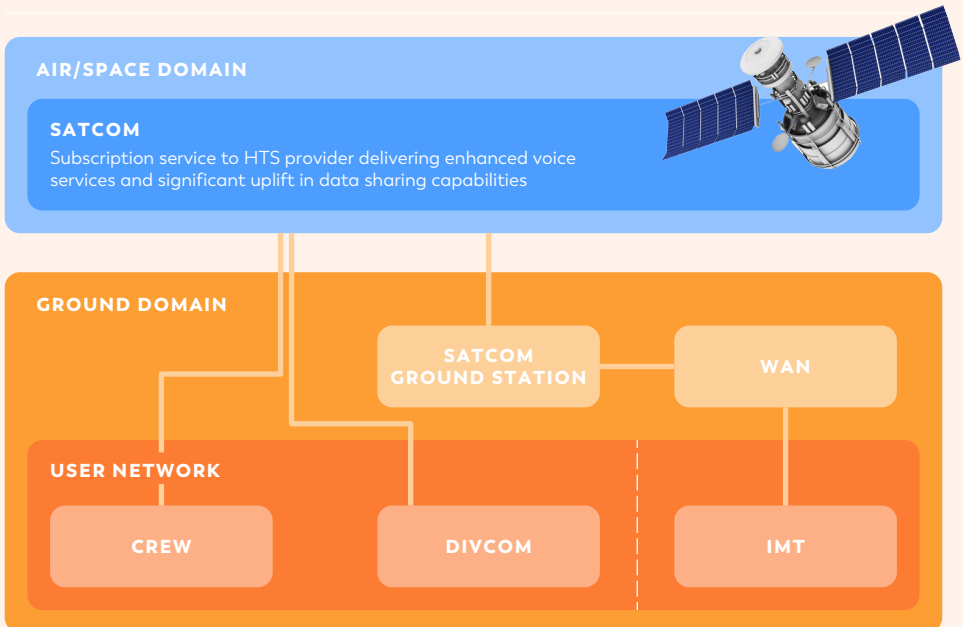 AIR/SPACE DOMAIN
SATCOM
Subscription service to HTS provider delivering enhanced voice
services and significant uplift in data sharing capabilities
GROUND DOMAIN
SATCOM
GROUND STATION
WAN
USER NETWORK
CREW
DIVCOM
IMT